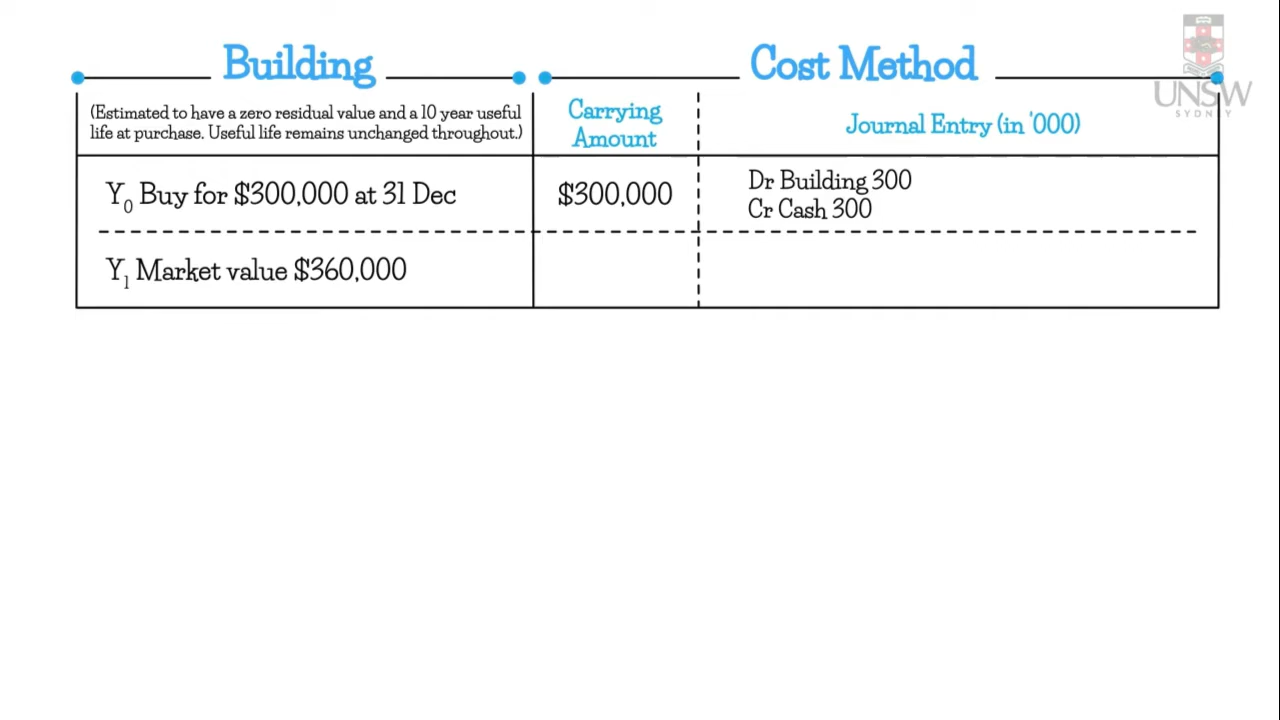 UNSW
SYDNEY
Building
Cost Method
(Estimated to have a zero residual value and a 10 year useful
life at purchase. Useful life remains unchanged throughout.)
Carrying
Amount
Journal Entry (in '000)
Y₀ Buy for $300,000 at 31 Dec
$300,000
Dr Building 300
Cr Cash 300
Y₁ Market value $360,000